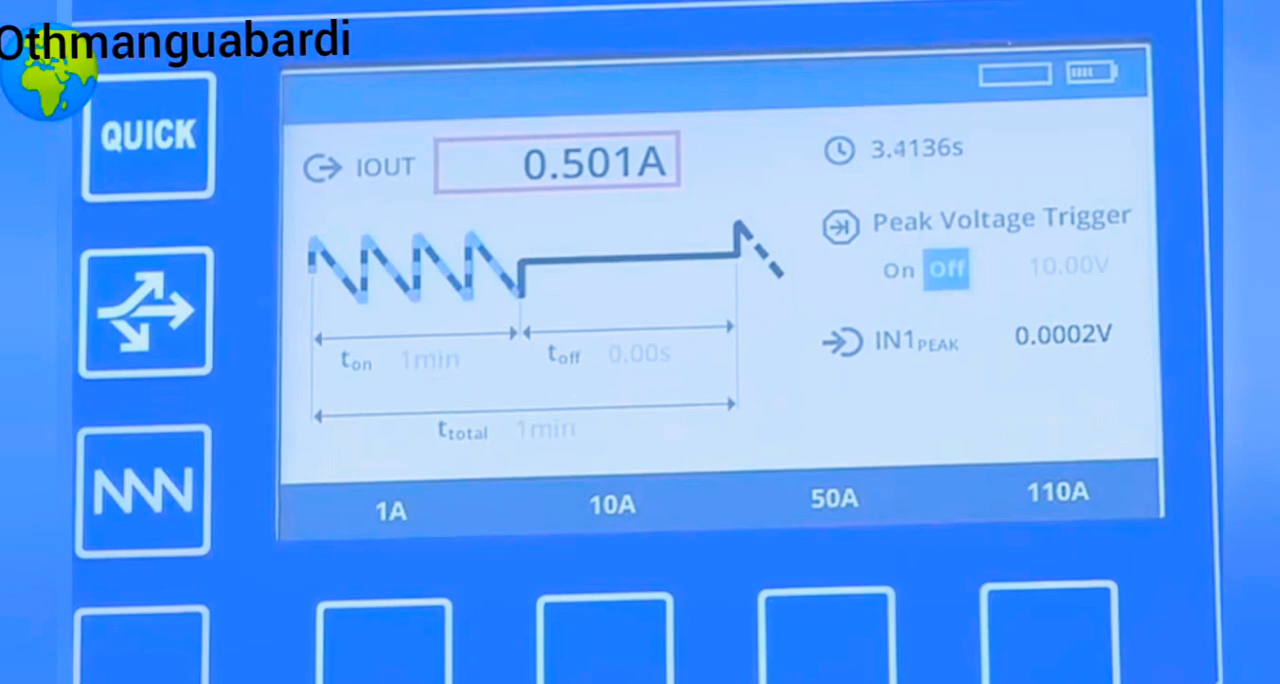 Othmanguabardi
QUICK
IOUT 0.501A
3.4136s
Peak Voltage Trigger
On Off 10.00V
IN1PEAK 0.0002V
ton 1min
toff 0.00s
ttotal 1min
1A 10A 50A 110A